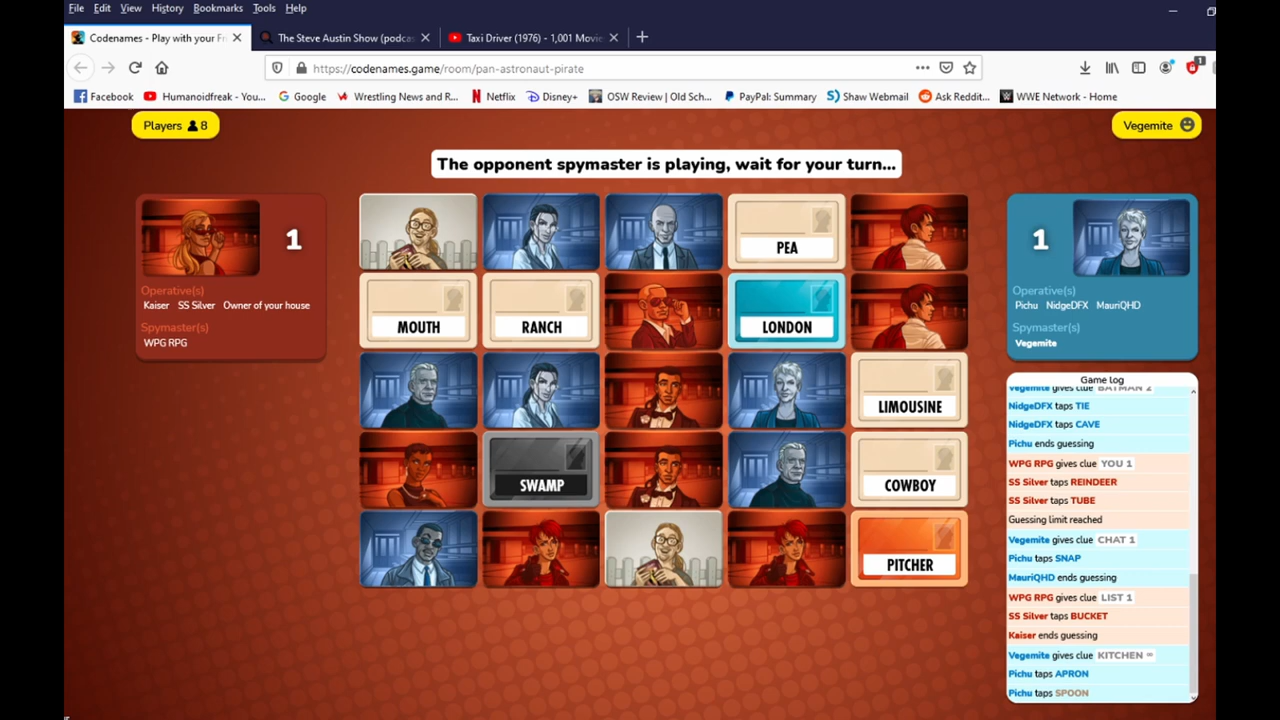 File Edit View History Bookmarks Tools Help
Codenames - Play with your Fr
The Steve Austin Show (podcas
Taxi Driver (1976) - 1,001 Movie
https://codenames.game/room/pan-astronaut-pirate
1
Facebook
Humanoidfreak - You...
Google
Wrestling News and R...
Netflix
Disney+
OSW Review | Old Sch...
PayPal: Summary
Shaw Webmail
Ask Reddit...
WWE Network - Home
Players 8
Vegemite
The opponent spymaster is playing, wait for your turn...
1
Operative(s)
Kaiser SS Silver Owner of your house
Spymaster(s)
WPG RPG
PEA
MOUTH
RANCH
LONDON
LIMOUSINE
SWAMP
COWBOY
PITCHER
1
Operative(s)
Pichu NidgeDFX MauriQHD
Spymaster(s)
Vegemite
Game log
Vegemite gives clue BATMAN 2
NidgeDFX taps TIE
NidgeDFX taps CAVE
Pichu ends guessing
WPG RPG gives clue YOU 1
SS Silver taps REINDEER
SS Silver taps TUBE
Guessing limit reached
Vegemite gives clue CHAT 1
Pichu taps SNAP
MauriQHD ends guessing
WPG RPG gives clue LIST 1
SS Silver taps BUCKET
Kaiser ends guessing
Vegemite gives clue KITCHEN ∞
Pichu taps APRON
Pichu taps SPOON